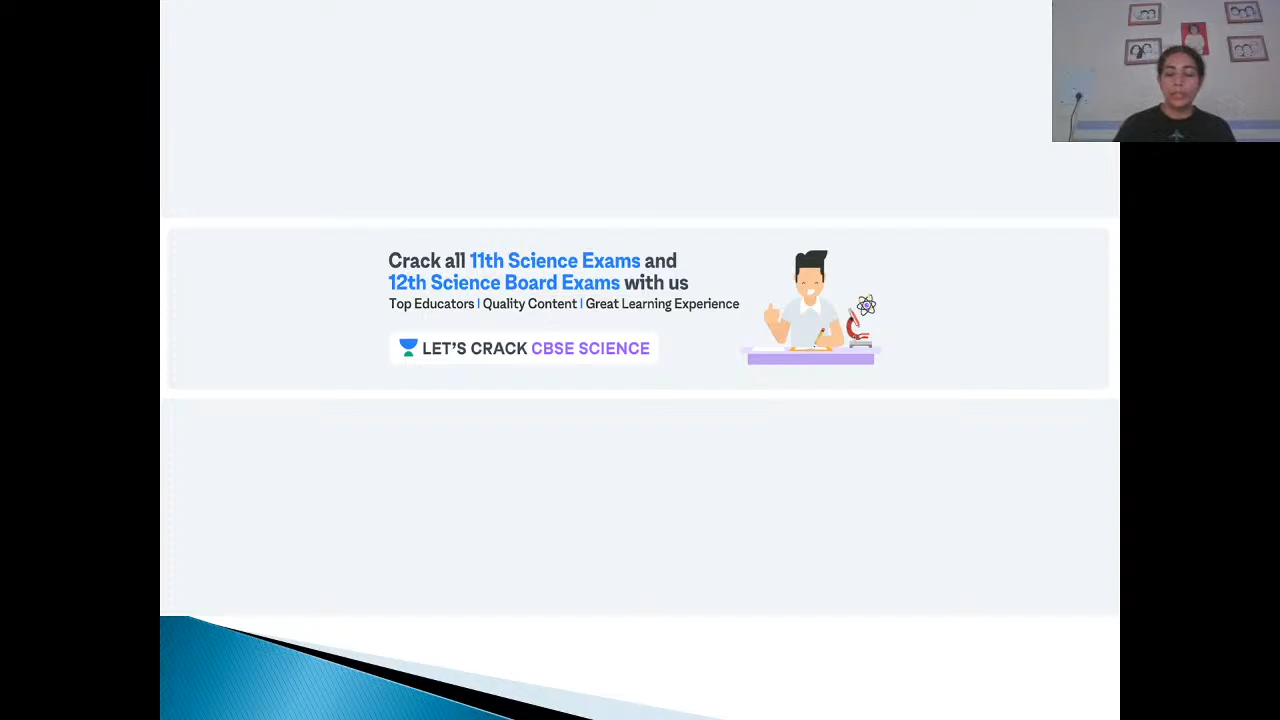 Crack all 11th Science Exams and
12th Science Board Exams with us
Top Educators | Quality Content | Great Learning Experience
LET'S CRACK CBSE SCIENCE